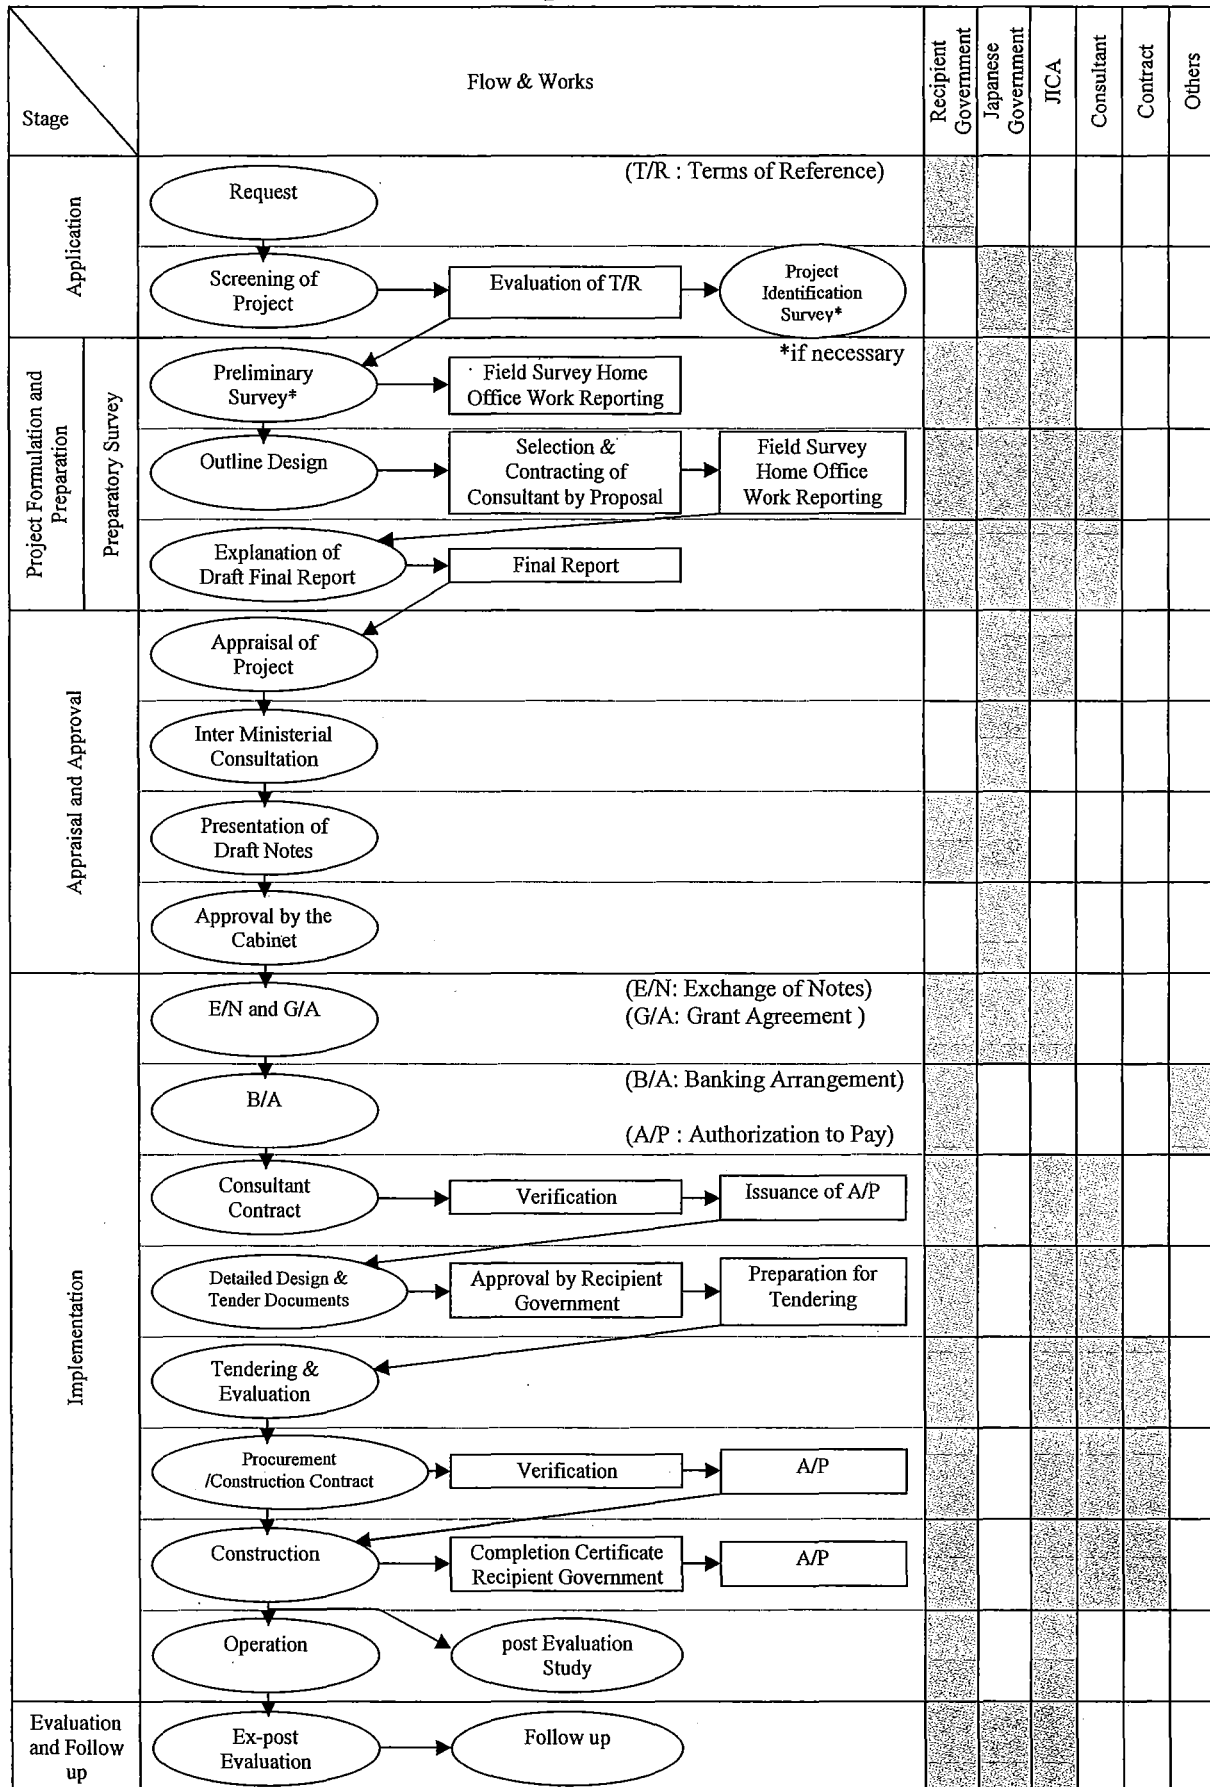 Stage
Flow & Works
Recipient
Government
Japanese
Government
JICA
Consultant
Contract
Others
Application
Request
(T/R : Terms of Reference)
Screening of
Project
Evaluation of T/R
Project
Identification
Survey*
Project Formulation and
Preparation
Preparatory Survey
*if necessary
Preliminary
Survey*
Field Survey Home
Office Work Reporting
Outline Design
Selection &
Contracting of
Consultant by Proposal
Field Survey
Home Office
Work Reporting
Explanation of
Draft Final Report
Final Report
Appraisal and Approval
Appraisal of
Project
Inter Ministerial
Consultation
Presentation of
Draft Notes
Approval by the
Cabinet
Implementation
E/N and G/A
(E/N: Exchange of Notes)
(G/A: Grant Agreement )
B/A
(B/A: Banking Arrangement)
(A/P : Authorization to Pay)
Consultant
Contract
Verification
Issuance of A/P
Detailed Design &
Tender Documents
Approval by Recipient
Government
Preparation for
Tendering
Tendering &
Evaluation
Procurement
/Construction Contract
Verification
A/P
Construction
Completion Certificate
Recipient Government
A/P
Operation
post Evaluation
Study
Evaluation
and Follow
up
Ex-post
Evaluation
Follow up